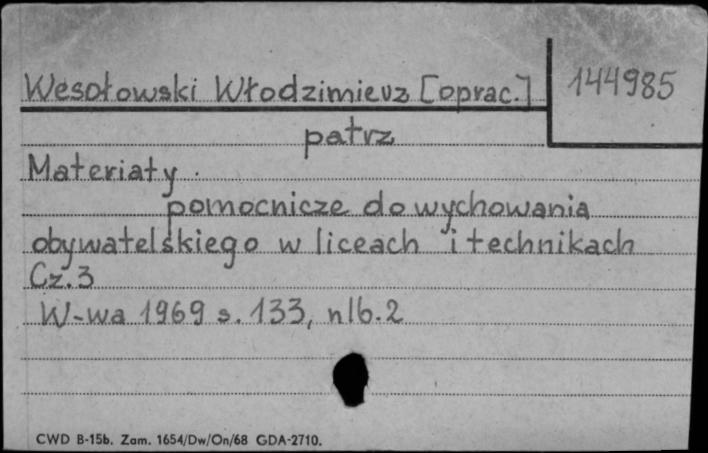 Wesołowski Włodzimierz [oprac.] 144985
patrz
Materiały
pomocnicze do wychowania
obywatelskiego w liceach i technikach
Cz. 3
W-wa 1969 s. 133, nlb. 2
CWD B-15b. Zam. 1654/Dw/On/68 GDA-2710.